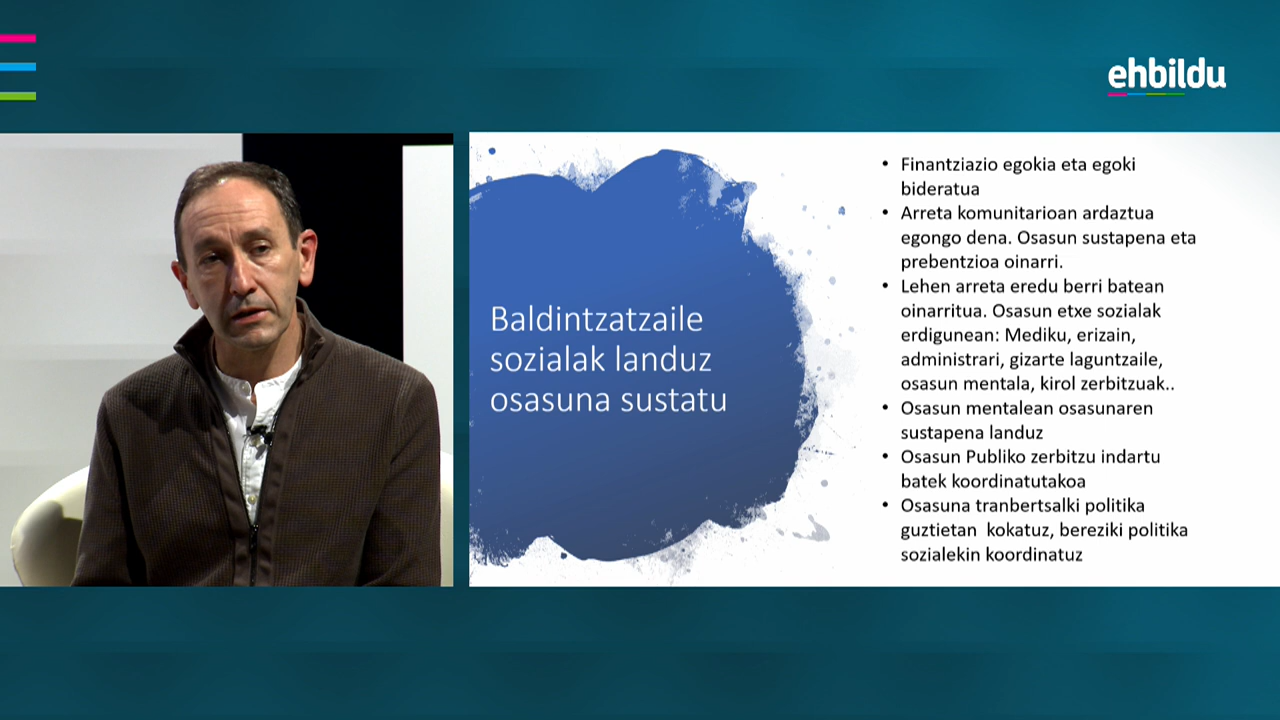 ehbildu
Baldintzatzaile
sozialak landuz
osasuna sustatu
• Finantziazio egokia eta egoki
bideratua
• Arreta komunitarioan ardaztua
egongo dena. Osasun sustapena eta
prebentzioa oinarri.
• Lehen arreta eredu berri batean
oinarritua. Osasun etxe sozialak
erdigunean: Mediku, erizain,
administrari, gizarte laguntzaile,
osasun mentala, kirol zerbitzuak..
• Osasun mentalean osasunaren
sustapena landuz
• Osasun Publiko zerbitzu indartu
batek koordinatutakoa
• Osasuna tranbertsalki politika
guztietan  kokatuz, bereziki politika
sozialekin koordinatuz